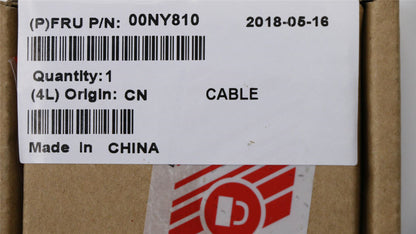 (P)FRU P/N: 00NY810 2018-05-16
Quantity:1
(4L) Origin: CN CABLE
Made in CHINA